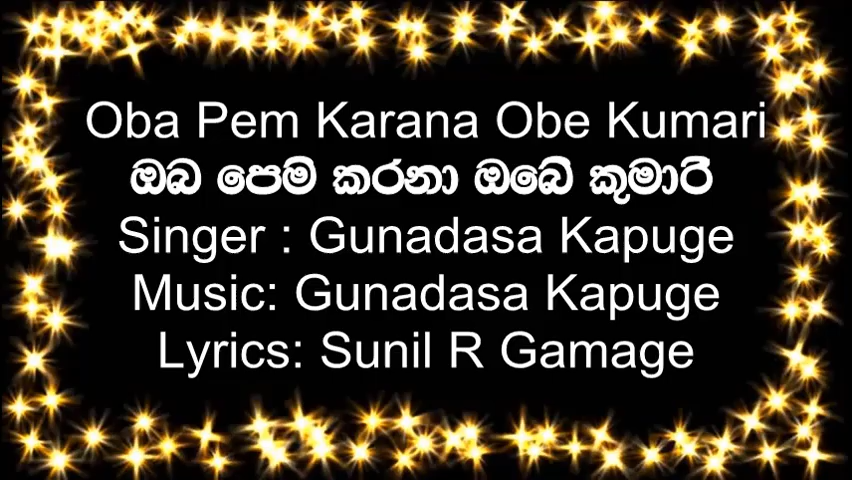 Oba Pem Karana Obe Kumari
ඔබ පෙම් කරනා ඔබේ කුමාරි
Singer : Gunadasa Kapuge
Music: Gunadasa Kapuge
Lyrics: Sunil R Gamage